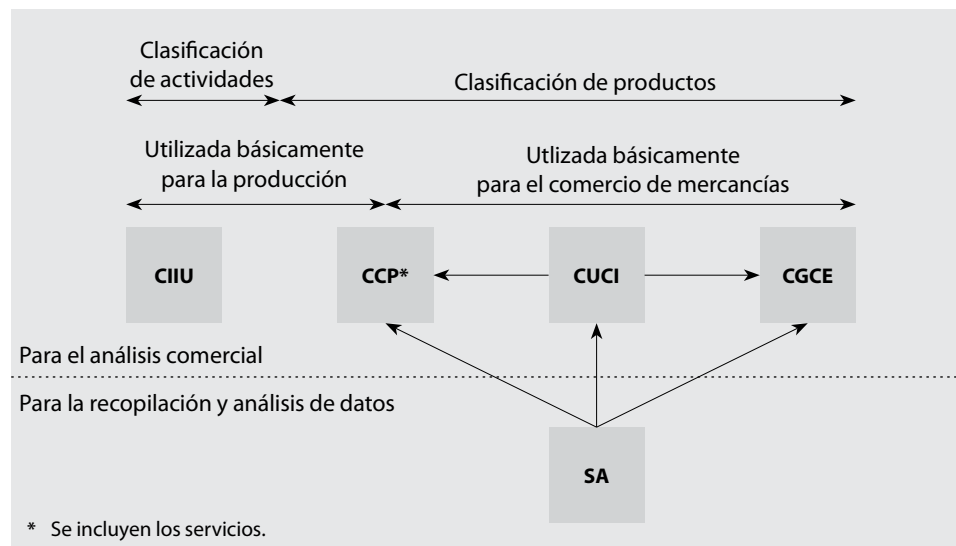 Clasificación
de actividades
Clasificación de productos
Utilizada básicamente
para la producción
Utlizada básicamente
para el comercio de mercancías
CIIU
CCP*
CUCI
CGCE
Para el análisis comercial
Para la recopilación y análisis de datos
SA
* Se incluyen los servicios.